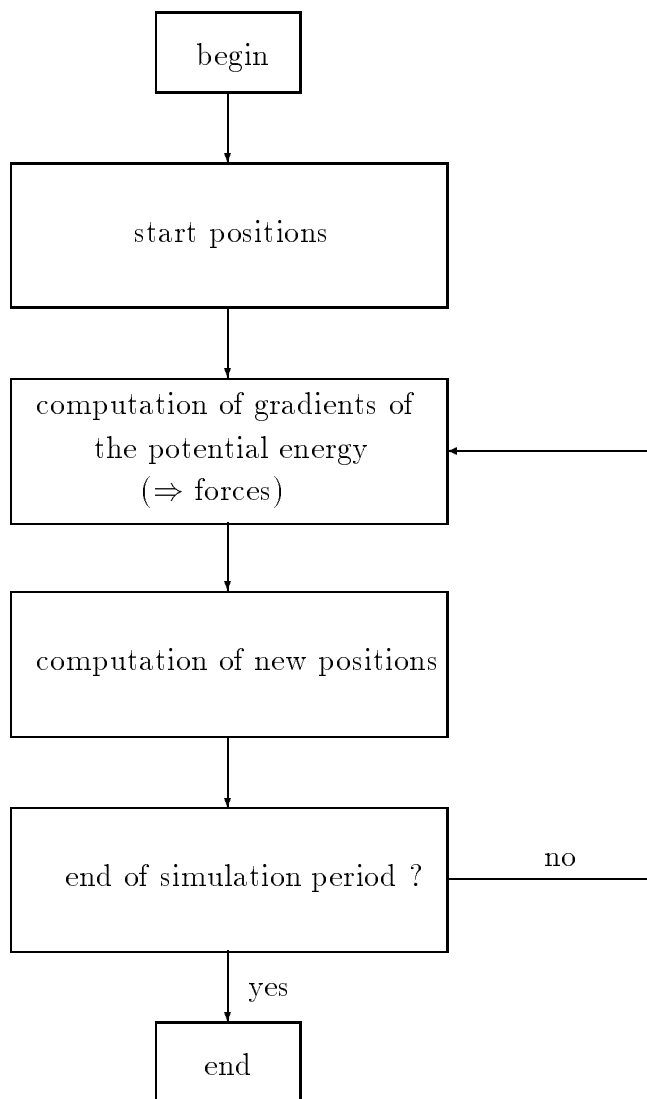 begin
start positions
computation of gradients of
the potential energy
(⇒ forces)
computation of new positions
end of simulation period ?
no
yes
end